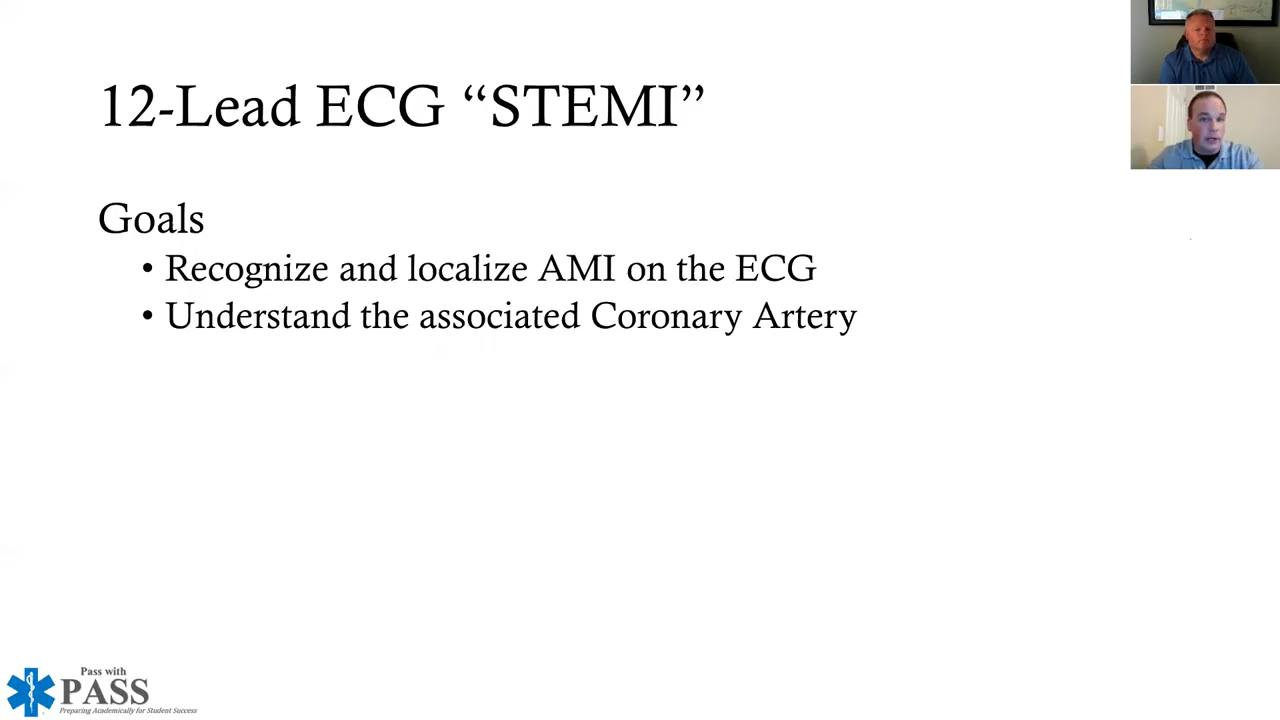 12-Lead ECG “STEMI”
Goals
• Recognize and localize AMI on the ECG
• Understand the associated Coronary Artery
Pass with
PASS
Preparing Academically for Student Success